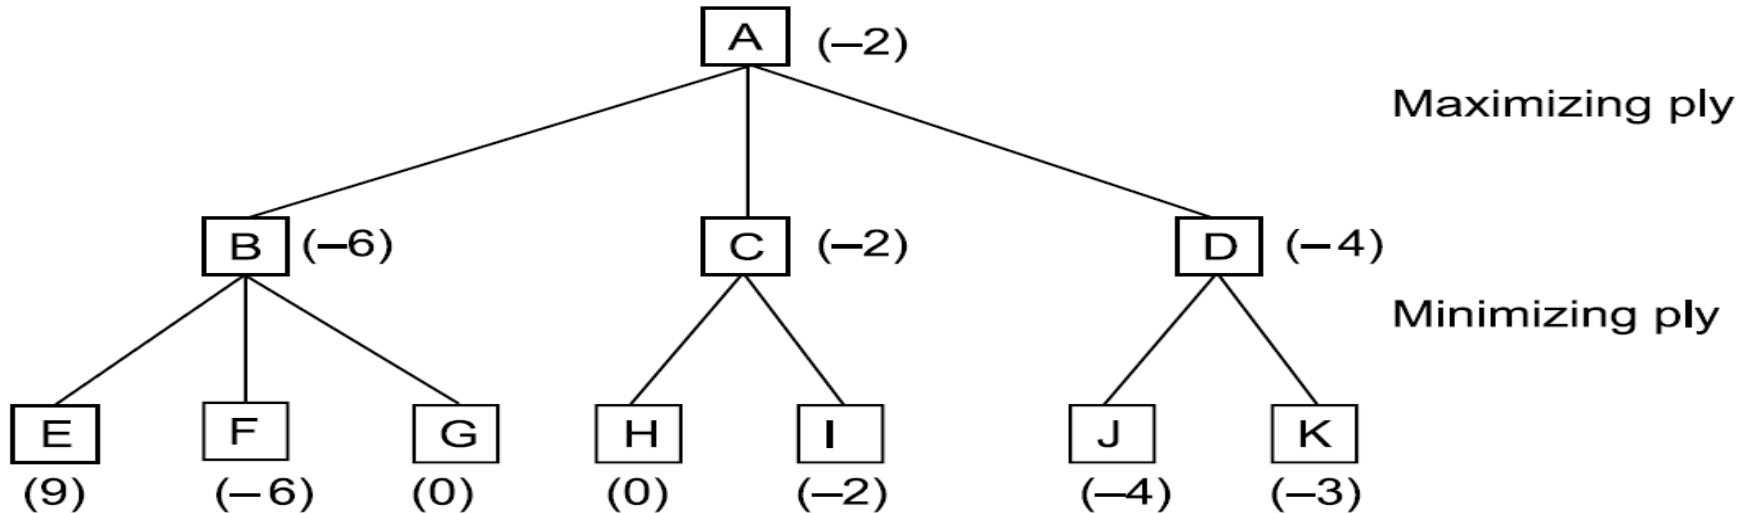 A (–2)
Maximizing ply
B (–6) C (–2) D (–4)
Minimizing ply
E F G H I J K
(9) (–6) (0) (0) (–2) (–4) (–3)